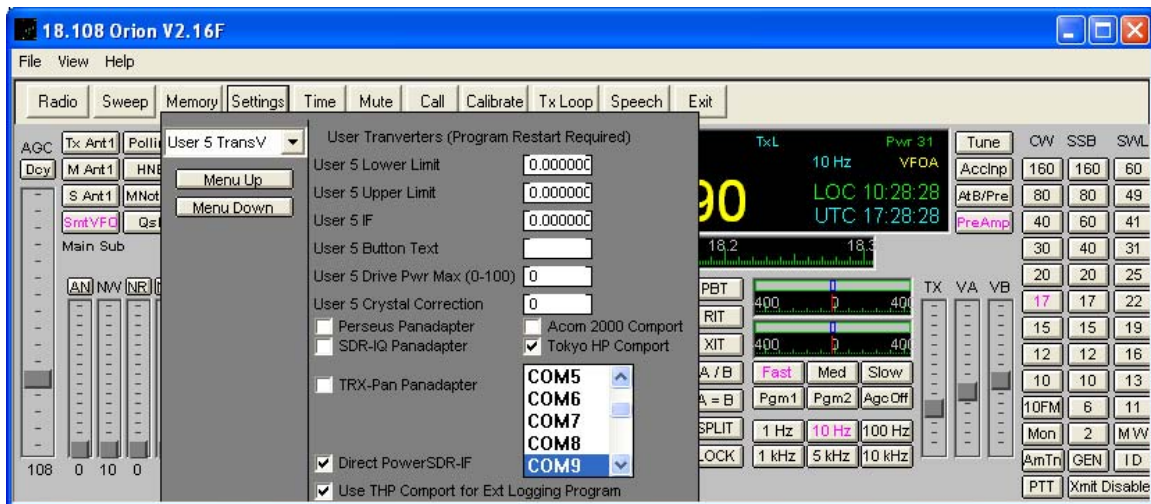 18.108 Orion V2.16F
File View Help
Radio Sweep Memory Settings Time Mute Call Calibrate Tx Loop Speech Exit
AGC
Dcy
Tx Ant1
M Ant1
S Ant1
SmtVFO
Main Sub
AN NW NR
108 0 10 0
User 5 TransV
Menu Up
Menu Down
User Tranverters (Program Restart Required)
User 5 Lower Limit 0.000000
User 5 Upper Limit 0.000000
User 5 IF 0.000000
User 5 Button Text
User 5 Drive Pwr Max (0-100) 0
User 5 Crystal Correction 0
Perseus Panadapter Acom 2000 Comport
SDR-IQ Panadapter Tokyo HP Comport
TRX-Pan Panadapter
COM5
COM6
COM7
COM8
COM9
Direct PowerSDR-IF
Use THP Comport for Ext Logging Program
TxL Pwr 31
10 Hz VFOA
90
LOC 10:28:28
UTC 17:28:28
18.2 18.3
PBT
RIT
XIT
A / B
A = B
SPLIT
LOCK
400 0 400
400 0 400
Fast Med Slow
Pgm1 Pgm2 AgcOff
1 Hz 10 Hz 100 Hz
1 kHz 5 kHz 10 kHz
Tune
AccInp
AtB/Pre
PreAmp
TX VA VB
CW SSB SWL
160 160 60
80 80 49
40 60 41
30 40 31
20 20 25
17 17 22
15 15 19
12 12 16
10 10 13
10FM 6 11
Mon 2 MW
AmTn GEN ID
PTT Xmit Disable